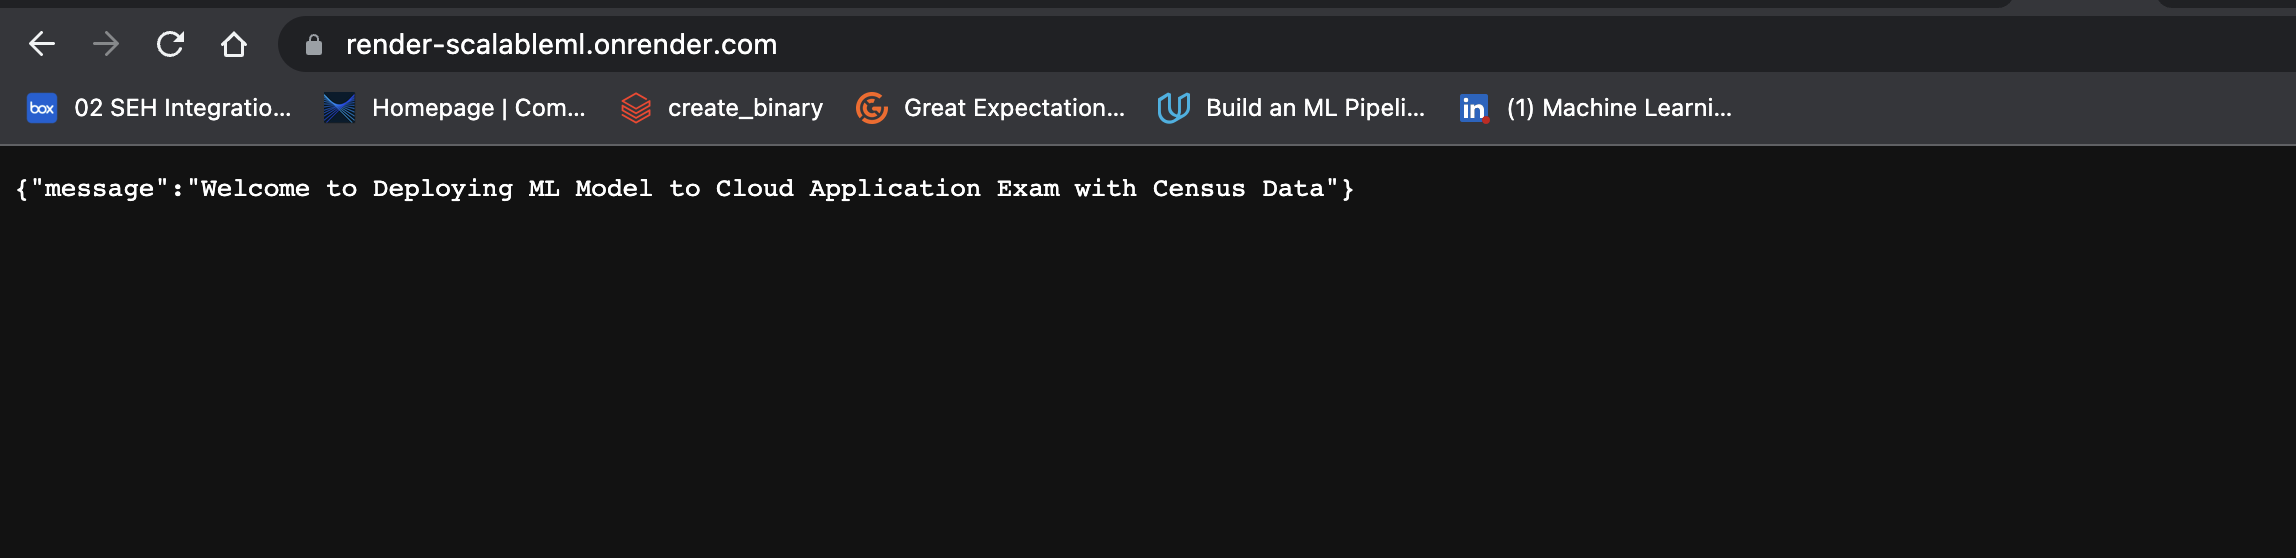 render-scalableml.onrender.com
box 02 SEH Integratio... Homepage | Com... create_binary Great Expectation... Build an ML Pipeli... in (1) Machine Learni...
{"message":"Welcome to Deploying ML Model to Cloud Application Exam with Census Data"}